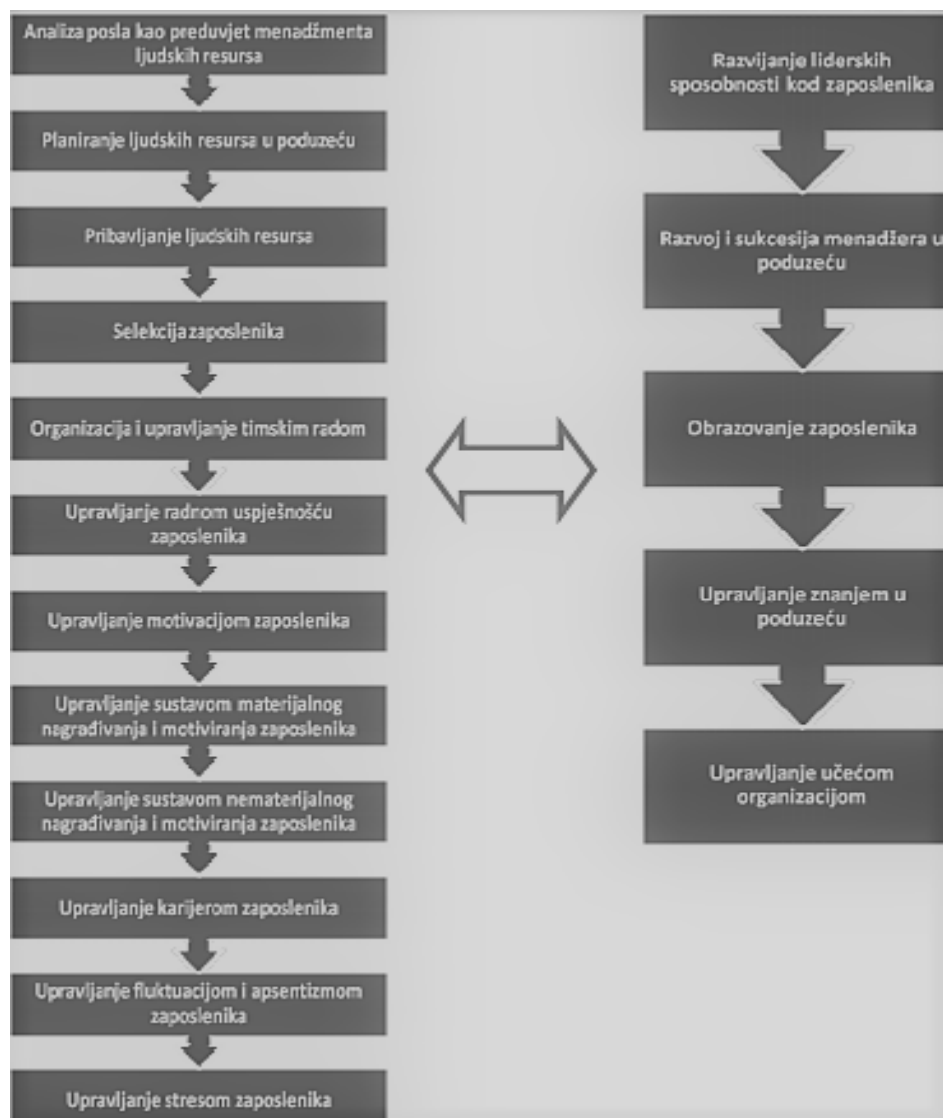 Analiza posla kao preduvjet menadžmenta
ljudskih resursa
Planiranje ljudskih resursa u poduzeću
Pribavljanje ljudskih resursa
Selekcija zaposlenika
Organizacija i upravljanje timskim radom
Upravljanje radnom uspješnošću
zaposlenika
Upravljanje motivacijom zaposlenika
Upravljanje sustavom materijalnog
nagrađivanja i motiviranja zaposlenika
Upravljanje sustavom nematerijalnog
nagrađivanja i motiviranja zaposlenika
Upravljanje karijerom zaposlenika
Upravljanje fluktuacijom i apsentizmom
zaposlenika
Upravljanje stresom zaposlenika
Razvijanje liderskih
sposobnosti kod zaposlenika
Razvoj i sukcesija menadžera u
poduzeću
Obrazovanje zaposlenika
Upravljanje znanjem u
poduzeću
Upravljanje učećom
organizacijom